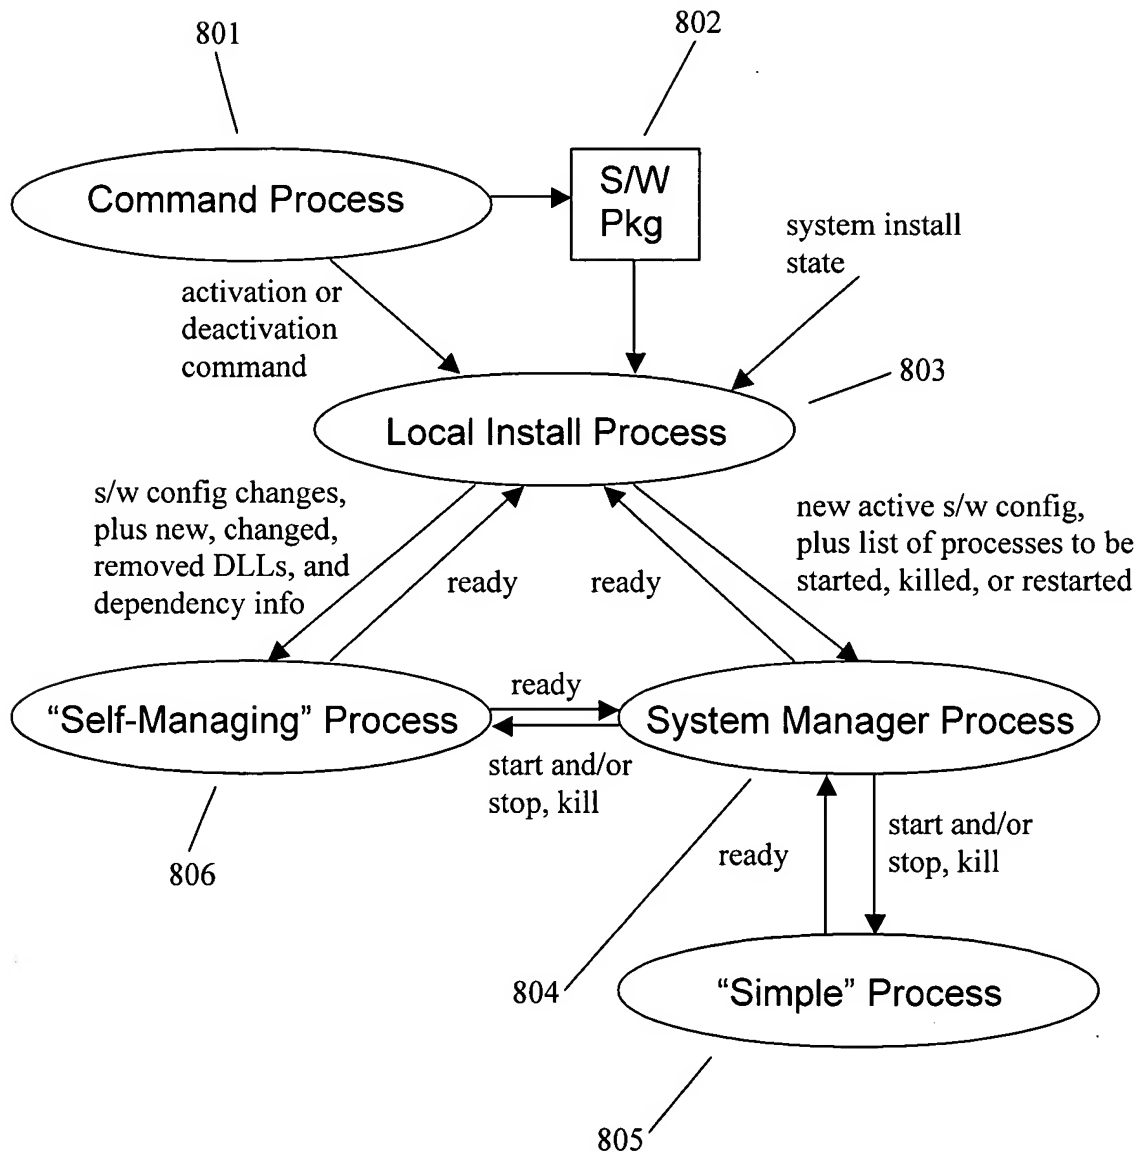 801
802
Command Process
S/W
Pkg
system install
state
activation or
deactivation
command
803
Local Install Process
s/w config changes,
plus new, changed,
removed DLLs, and
dependency info
ready
ready
new active s/w config,
plus list of processes to be
started, killed, or restarted
“Self-Managing” Process
ready
System Manager Process
start and/or
stop, kill
806
ready
start and/or
stop, kill
804
“Simple” Process
805